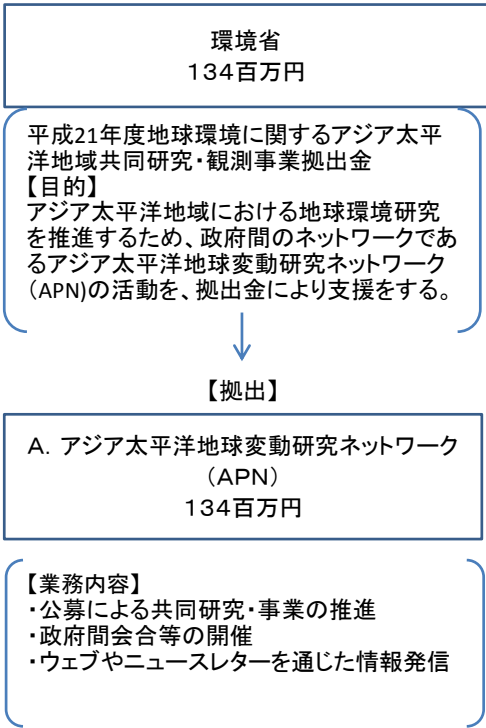 環境省
134百万円
平成21年度地球環境に関するアジア太平
洋地域共同研究・観測事業拠出金
【目的】
アジア太平洋地域における地球環境研究
を推進するため、政府間のネットワークであ
るアジア太平洋地球変動研究ネットワーク
（APN)の活動を、拠出金により支援をする。
【拠出】
A．アジア太平洋地球変動研究ネットワーク
（APN）
134百万円
【業務内容】
・公募による共同研究・事業の推進
・政府間会合等の開催
・ウェブやニュースレターを通じた情報発信